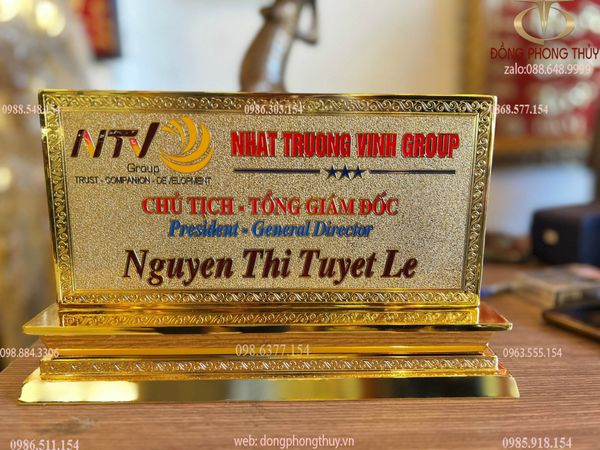 ĐỒNG PHONG THỦY
zalo:088.648.9999
0988.548.154
0986.303.154
0868.577.154
NTV
Group
TRUST - COMPANION - DEVELOPMENT
NHAT TRUONG VINH GROUP
CHỦ TỊCH - TỔNG GIÁM ĐỐC
President - General Director
Nguyen Thi Tuyet Le
098.884.3306
098.6377.154
0963.555.154
0986.511.154
web: dongphongthuy.vn
0985.918.154